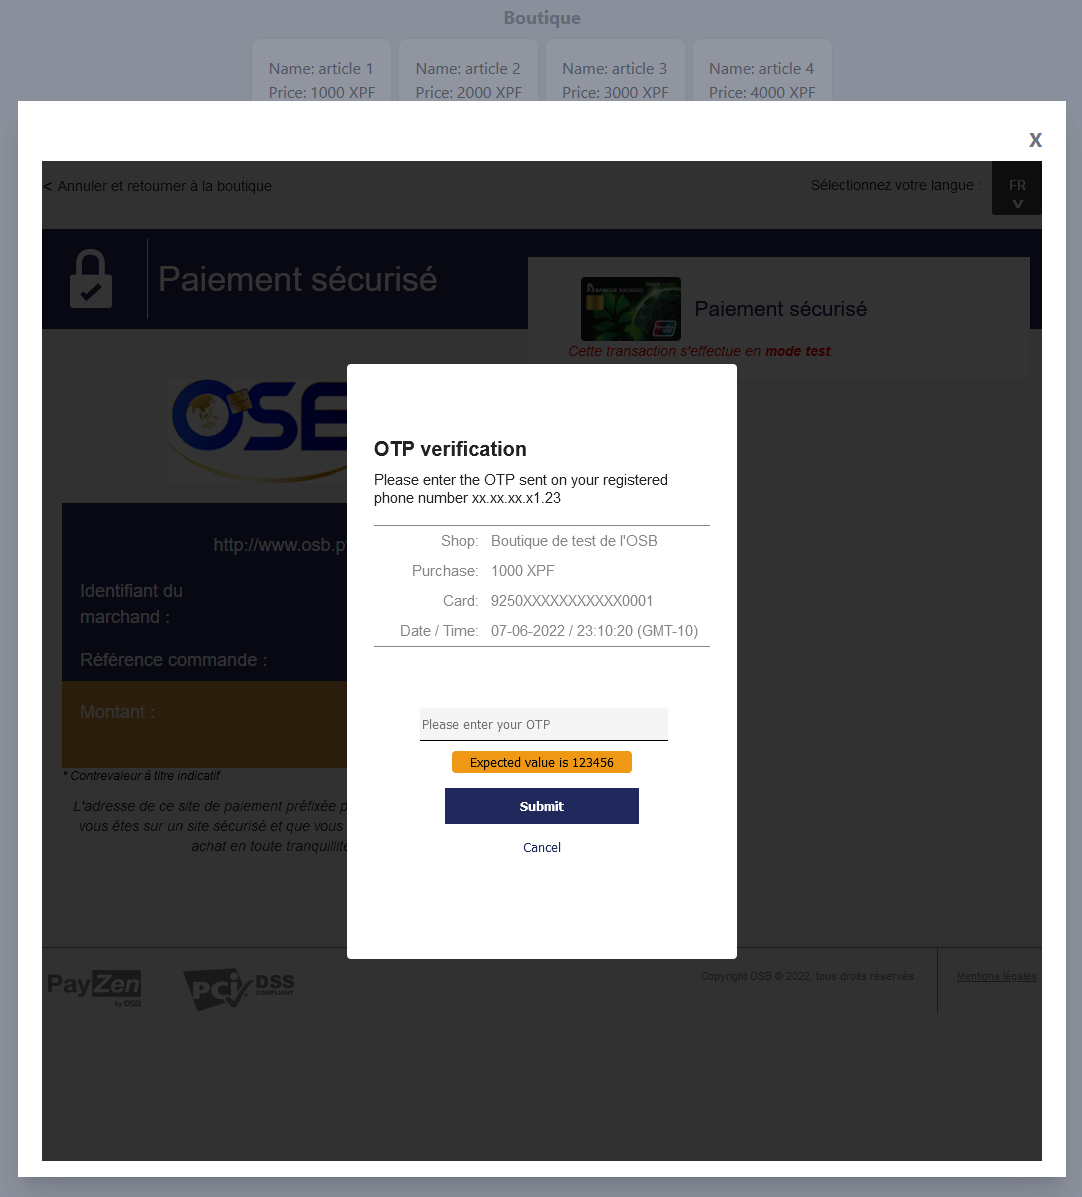 Boutique
Name: article 1
Price: 1000 XPF
Name: article 2
Price: 2000 XPF
Name: article 3
Price: 3000 XPF
Name: article 4
Price: 4000 XPF
X
< Annuler et retourner à la boutique
Sélectionnez votre langue :
FR
Paiement sécurisé
Paiement sécurisé
Cette transaction s'effectue en mode test.
OSB
OTP verification
Please enter the OTP sent on your registered
phone number xx.xx.xx.x1.23
Shop: Boutique de test de l'OSB
Purchase: 1000 XPF
Card: 9250XXXXXXXXXXX0001
Date / Time: 07-06-2022 / 23:10:20 (GMT-10)
Please enter your OTP
Expected value is 123456
Submit
Cancel
http://www.osb.p
Identifiant du
marchand :
Référence commande :
Montant :
* Contrevaleur à titre indicatif
L'adresse de ce site de paiement préfixée p
vous êtes sur un site sécurisé et que vous
achat en toute tranquillité
PayZen
by OSB
PCI DSS
COMPLIANT
Copyright OSB © 2022, tous droits réservés
Mentions légales